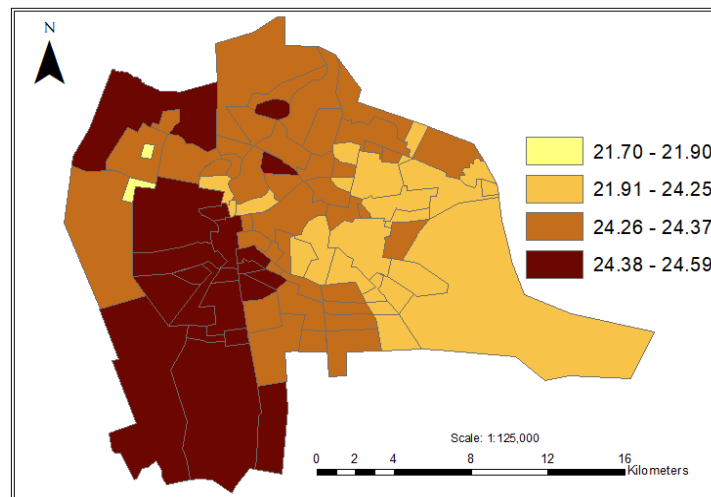 N
21.70 - 21.90
21.91 - 24.25
24.26 - 24.37
24.38 - 24.59
Scale: 1:125,000
0 2 4 8 12 16
Kilometers